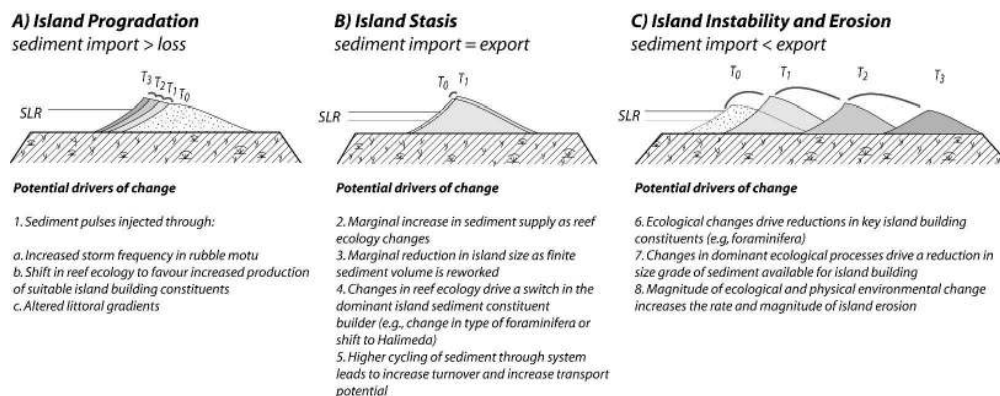 A) Island Progradation
sediment import > loss
T3 T2 T1 T0
SLR
Potential drivers of change
1. Sediment pulses injected through:
a. Increased storm frequency in rubble motu
b. Shift in reef ecology to favour increased production
of suitable island building constituents
c. Altered littoral gradients
B) Island Stasis
sediment import = export
T0 T1
SLR
Potential drivers of change
2. Marginal increase in sediment supply as reef
ecology changes
3. Marginal reduction in island size as finite
sediment volume is reworked
4. Changes in reef ecology drive a switch in the
dominant island sediment constituent
builder (e.g., change in type of foraminifera or
shift to Halimeda)
5. Higher cycling of sediment through system
leads to increase turnover and increase transport
potential
C) Island Instability and Erosion
sediment import < export
T0 T1 T2 T3
SLR
Potential drivers of change
6. Ecological changes drive reductions in key island building
constituents (e.g, foraminifera)
7. Changes in dominant ecological processes drive a reduction in
size grade of sediment available for island building
8. Magnitude of ecological and physical environmental change
increases the rate and magnitude of island erosion